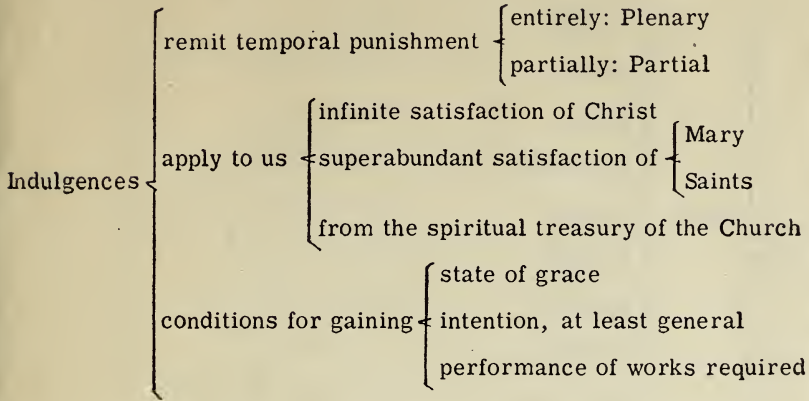 remit temporal punishment
entirely: Plenary
partially: Partial
Indulgences
apply to us
infinite satisfaction of Christ
superabundant satisfaction of
Mary
Saints
from the spiritual treasury of the Church
conditions for gaining
state of grace
intention, at least general
performance of works required